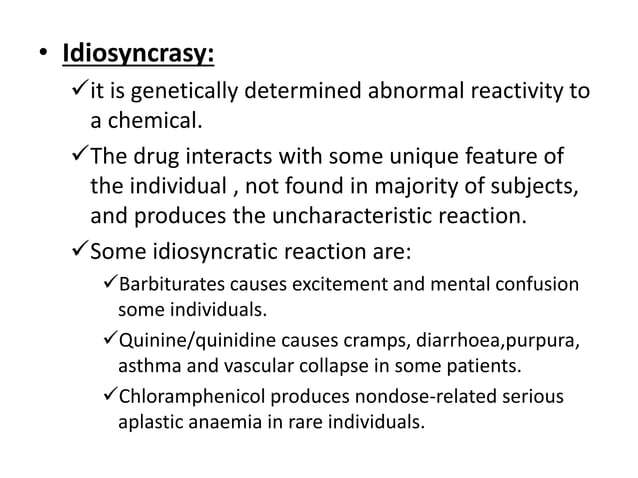 • Idiosyncrasy:
✓it is genetically determined abnormal reactivity to
a chemical.
✓The drug interacts with some unique feature of
the individual , not found in majority of subjects,
and produces the uncharacteristic reaction.
✓Some idiosyncratic reaction are:
✓Barbiturates causes excitement and mental confusion
some individuals.
✓Quinine/quinidine causes cramps, diarrhoea,purpura,
asthma and vascular collapse in some patients.
✓Chloramphenicol produces nondose-related serious
aplastic anaemia in rare individuals.